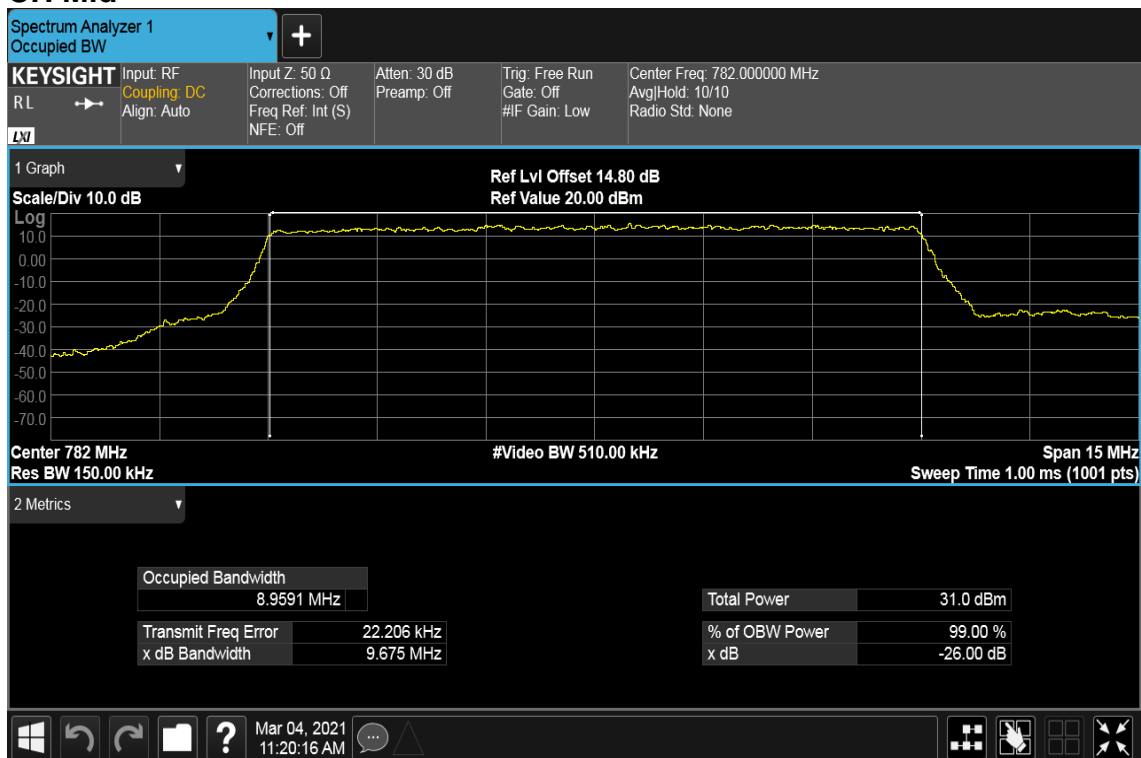 Spectrum Analyzer 1
Occupied BW
+
KEYSIGHT Input: RF Input Z: 50 Ω Atten: 30 dB Trig: Free Run Center Freq: 782.000000 MHz
RL Coupling: DC Corrections: Off Preamp: Off Gate: Off Avg|Hold: 10/10
Align: Auto Freq Ref: Int (S) #IF Gain: Low Radio Std: None
LXI NFE: Off
1 Graph
Ref Lvl Offset 14.80 dB
Scale/Div 10.0 dB Ref Value 20.00 dBm
Log
10.0
0.00
-10.0
-20.0
-30.0
-40.0
-50.0
-60.0
-70.0
Center 782 MHz #Video BW 510.00 kHz Span 15 MHz
Res BW 150.00 kHz Sweep Time 1.00 ms (1001 pts)
2 Metrics
Occupied Bandwidth
8.9591 MHz Total Power 31.0 dBm
Transmit Freq Error 22.206 kHz % of OBW Power 99.00 %
x dB Bandwidth 9.675 MHz x dB -26.00 dB
? Mar 04, 2021
11:20:16 AM